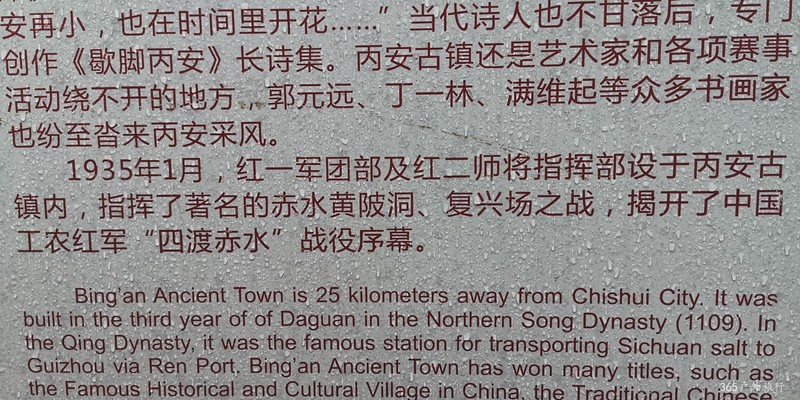 安再小，也在时间里开花……”当代诗人也不甘落后，专门
创作《歇脚丙安》长诗集。丙安古镇还是艺术家和各项赛事
活动绕不开的地方，郭元远、丁一林、满维起等众多书画家
也纷至沓来丙安采风。
1935年1月，红一军团部及红二师将指挥部设于丙安古
镇内，指挥了著名的赤水黄陂洞、复兴场之战，揭开了中国
工农红军“四渡赤水”战役序幕。
Bing'an Ancient Town is 25 kilometers away from Chishui City. It was
built in the third year of of Daguan in the Northern Song Dynasty (1109). In
the Qing Dynasty, it was the famous station for transporting Sichuan salt to
Guizhou via Ren Port, Bing'an Ancient Town has won many titles, such as
the Famous Historical and Cultural Village in China, the Traditional Chinese